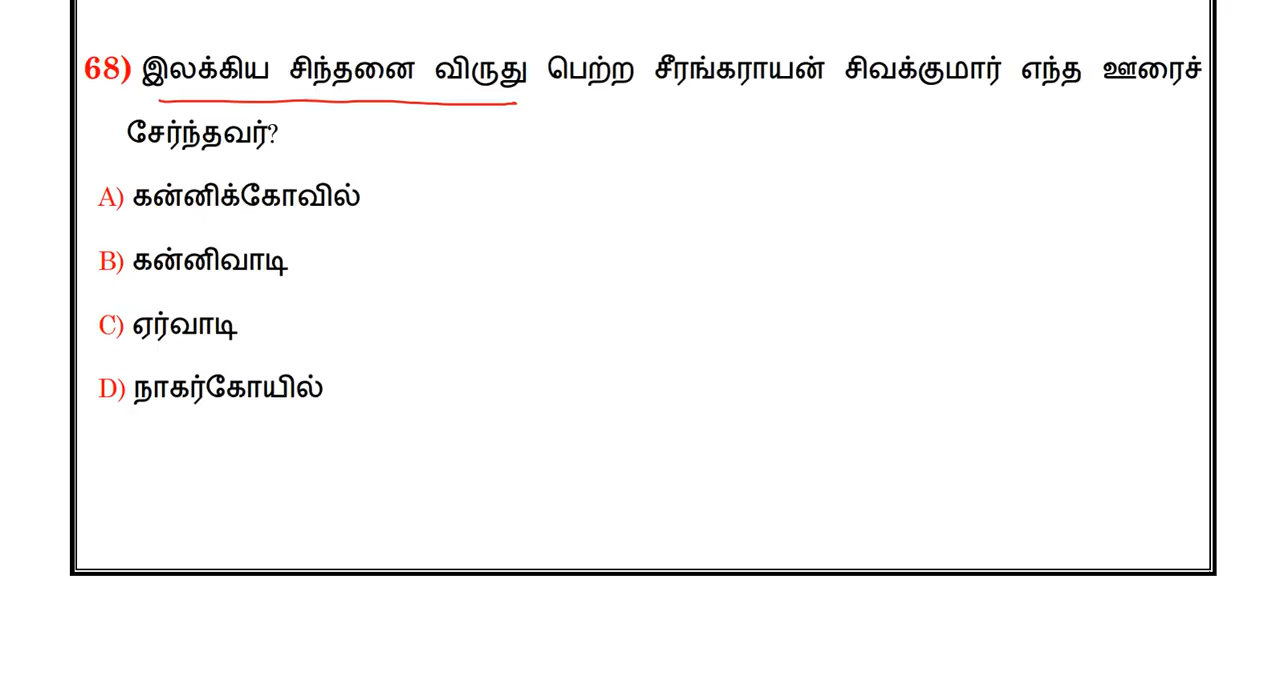 68) இலக்கிய சிந்தனை விருது பெற்ற சீரங்கராயன் சிவக்குமார் எந்த ஊரைச்
சேர்ந்தவர்?
A) கன்னிக்கோவில்
B) கன்னிவாடி
C) ஏர்வாடி
D) நாகர்கோயில்